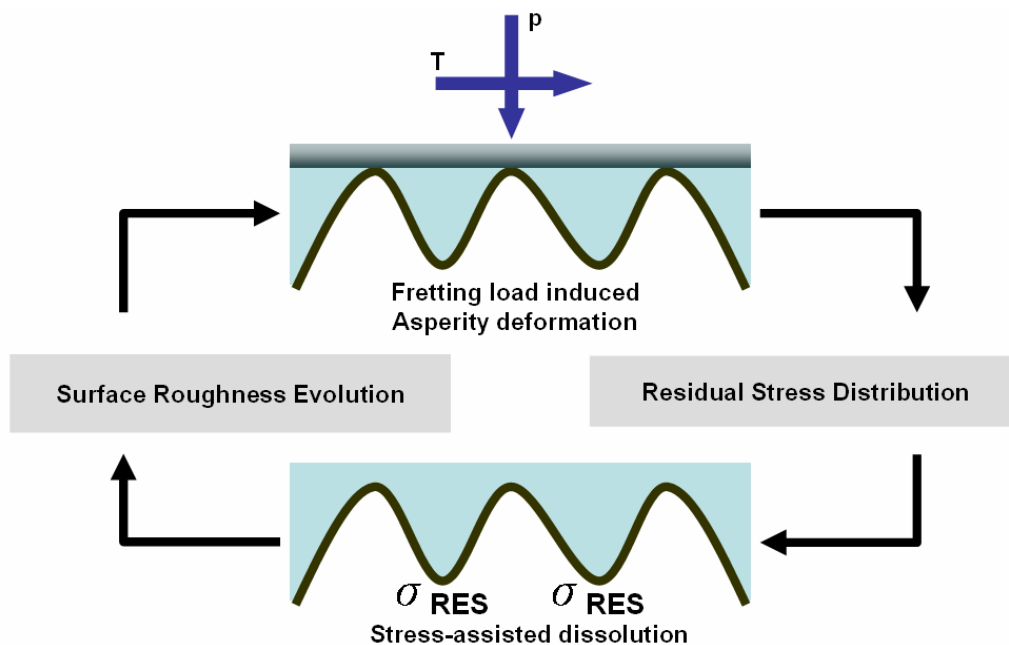 p
T
Fretting load induced
Asperity deformation
Surface Roughness Evolution
Residual Stress Distribution
σ RES σ RES
Stress-assisted dissolution